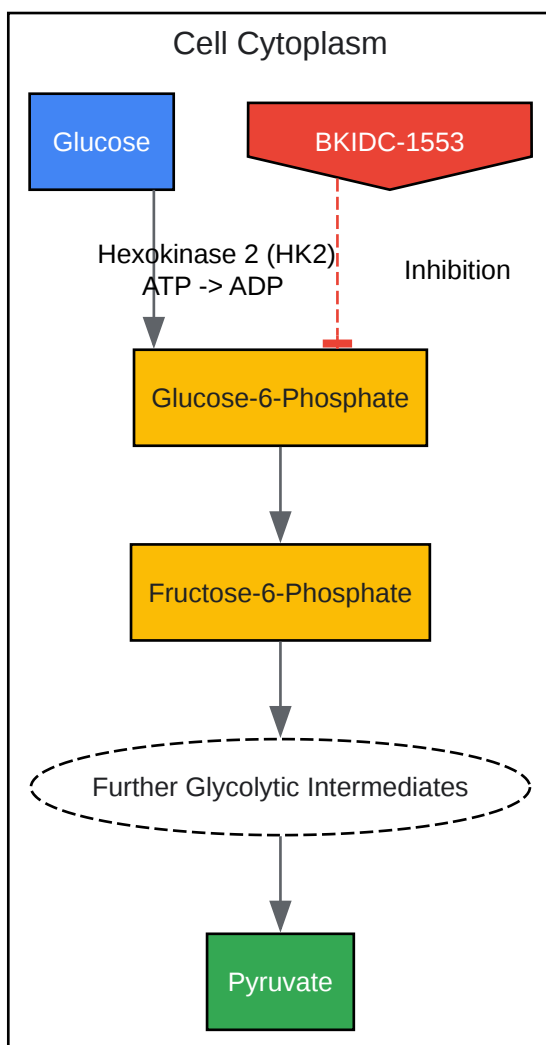 Cell Cytoplasm
Glucose
BKIDC-1553
Hexokinase 2 (HK2)
ATP -> ADP
Inhibition
Glucose-6-Phosphate
Fructose-6-Phosphate
Further Glycolytic Intermediates
Pyruvate